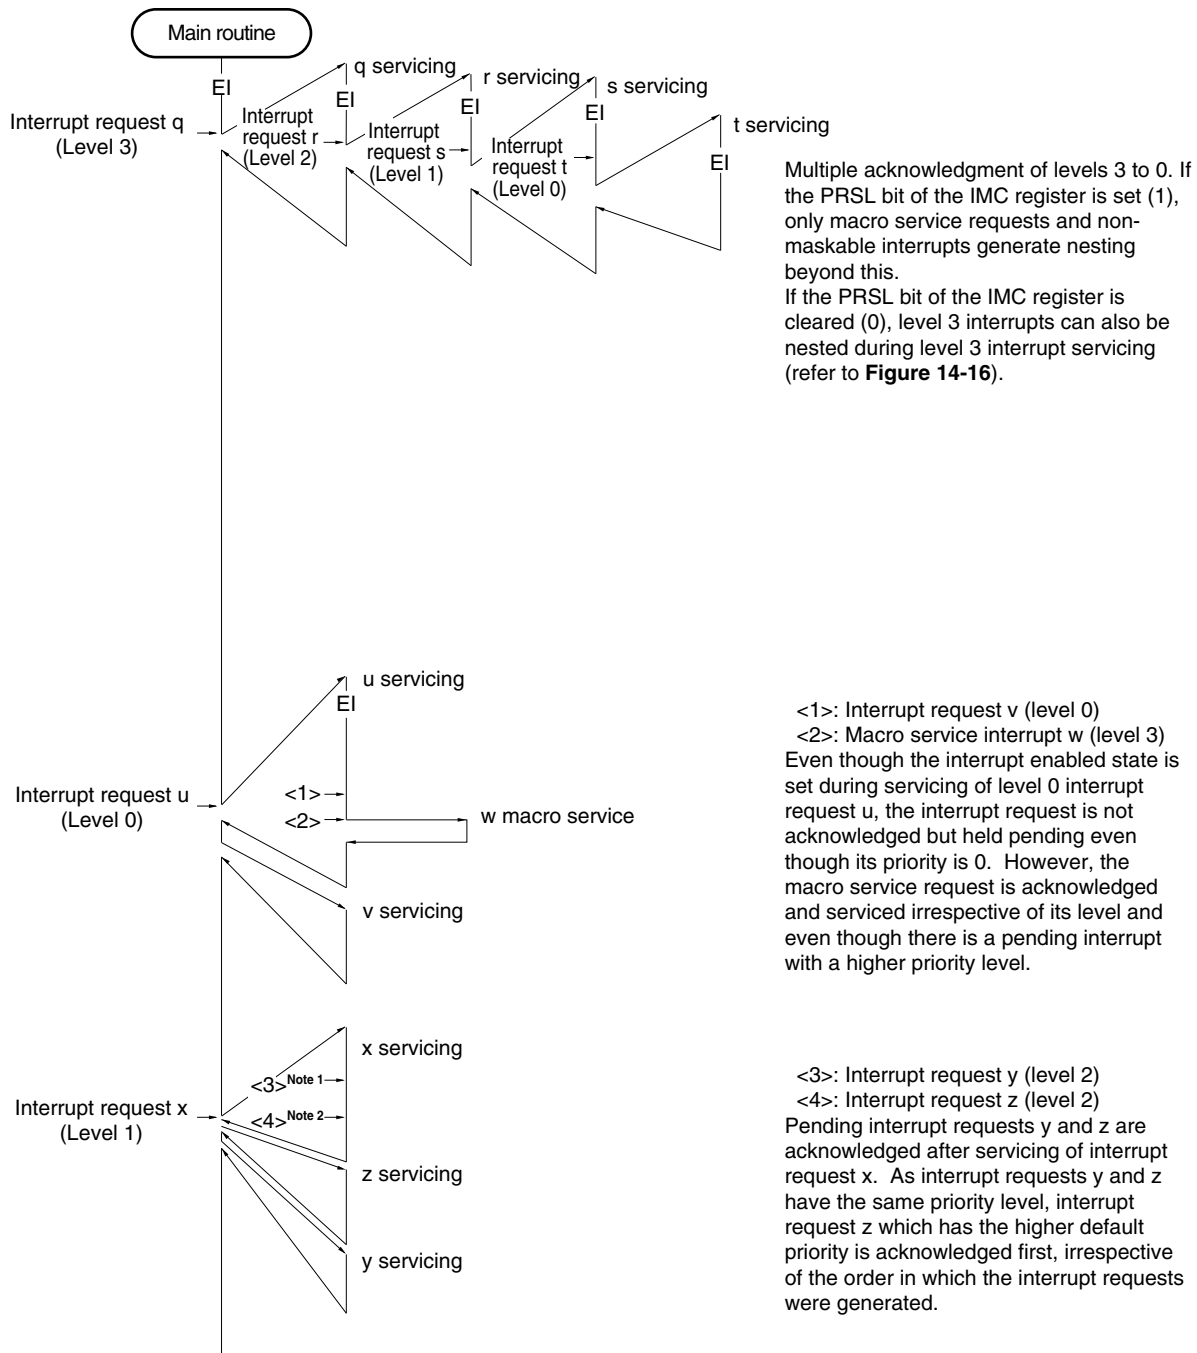 Main routine
EI
Interrupt request q
(Level 3)
q servicing
EI
Interrupt
request r
(Level 2)
r servicing
EI
Interrupt
request s
(Level 1)
s servicing
EI
Interrupt
request t
(Level 0)
t servicing
EI
Multiple acknowledgment of levels 3 to 0. If
the PRSL bit of the IMC register is set (1),
only macro service requests and non-
maskable interrupts generate nesting
beyond this.
If the PRSL bit of the IMC register is
cleared (0), level 3 interrupts can also be
nested during level 3 interrupt servicing
(refer to Figure 14-16).
u servicing
EI
Interrupt request u
(Level 0)
<1>
<2>
w macro service
v servicing
<1>: Interrupt request v (level 0)
<2>: Macro service interrupt w (level 3)
Even though the interrupt enabled state is
set during servicing of level 0 interrupt
request u, the interrupt request is not
acknowledged but held pending even
though its priority is 0. However, the
macro service request is acknowledged
and serviced irrespective of its level and
even though there is a pending interrupt
with a higher priority level.
x servicing
Interrupt request x
(Level 1)
<3> Note 1
<4> Note 2
z servicing
y servicing
<3>: Interrupt request y (level 2)
<4>: Interrupt request z (level 2)
Pending interrupt requests y and z are
acknowledged after servicing of interrupt
request x. As interrupt requests y and z
have the same priority level, interrupt
request z which has the higher default
priority is acknowledged first, irrespective
of the order in which the interrupt requests
were generated.